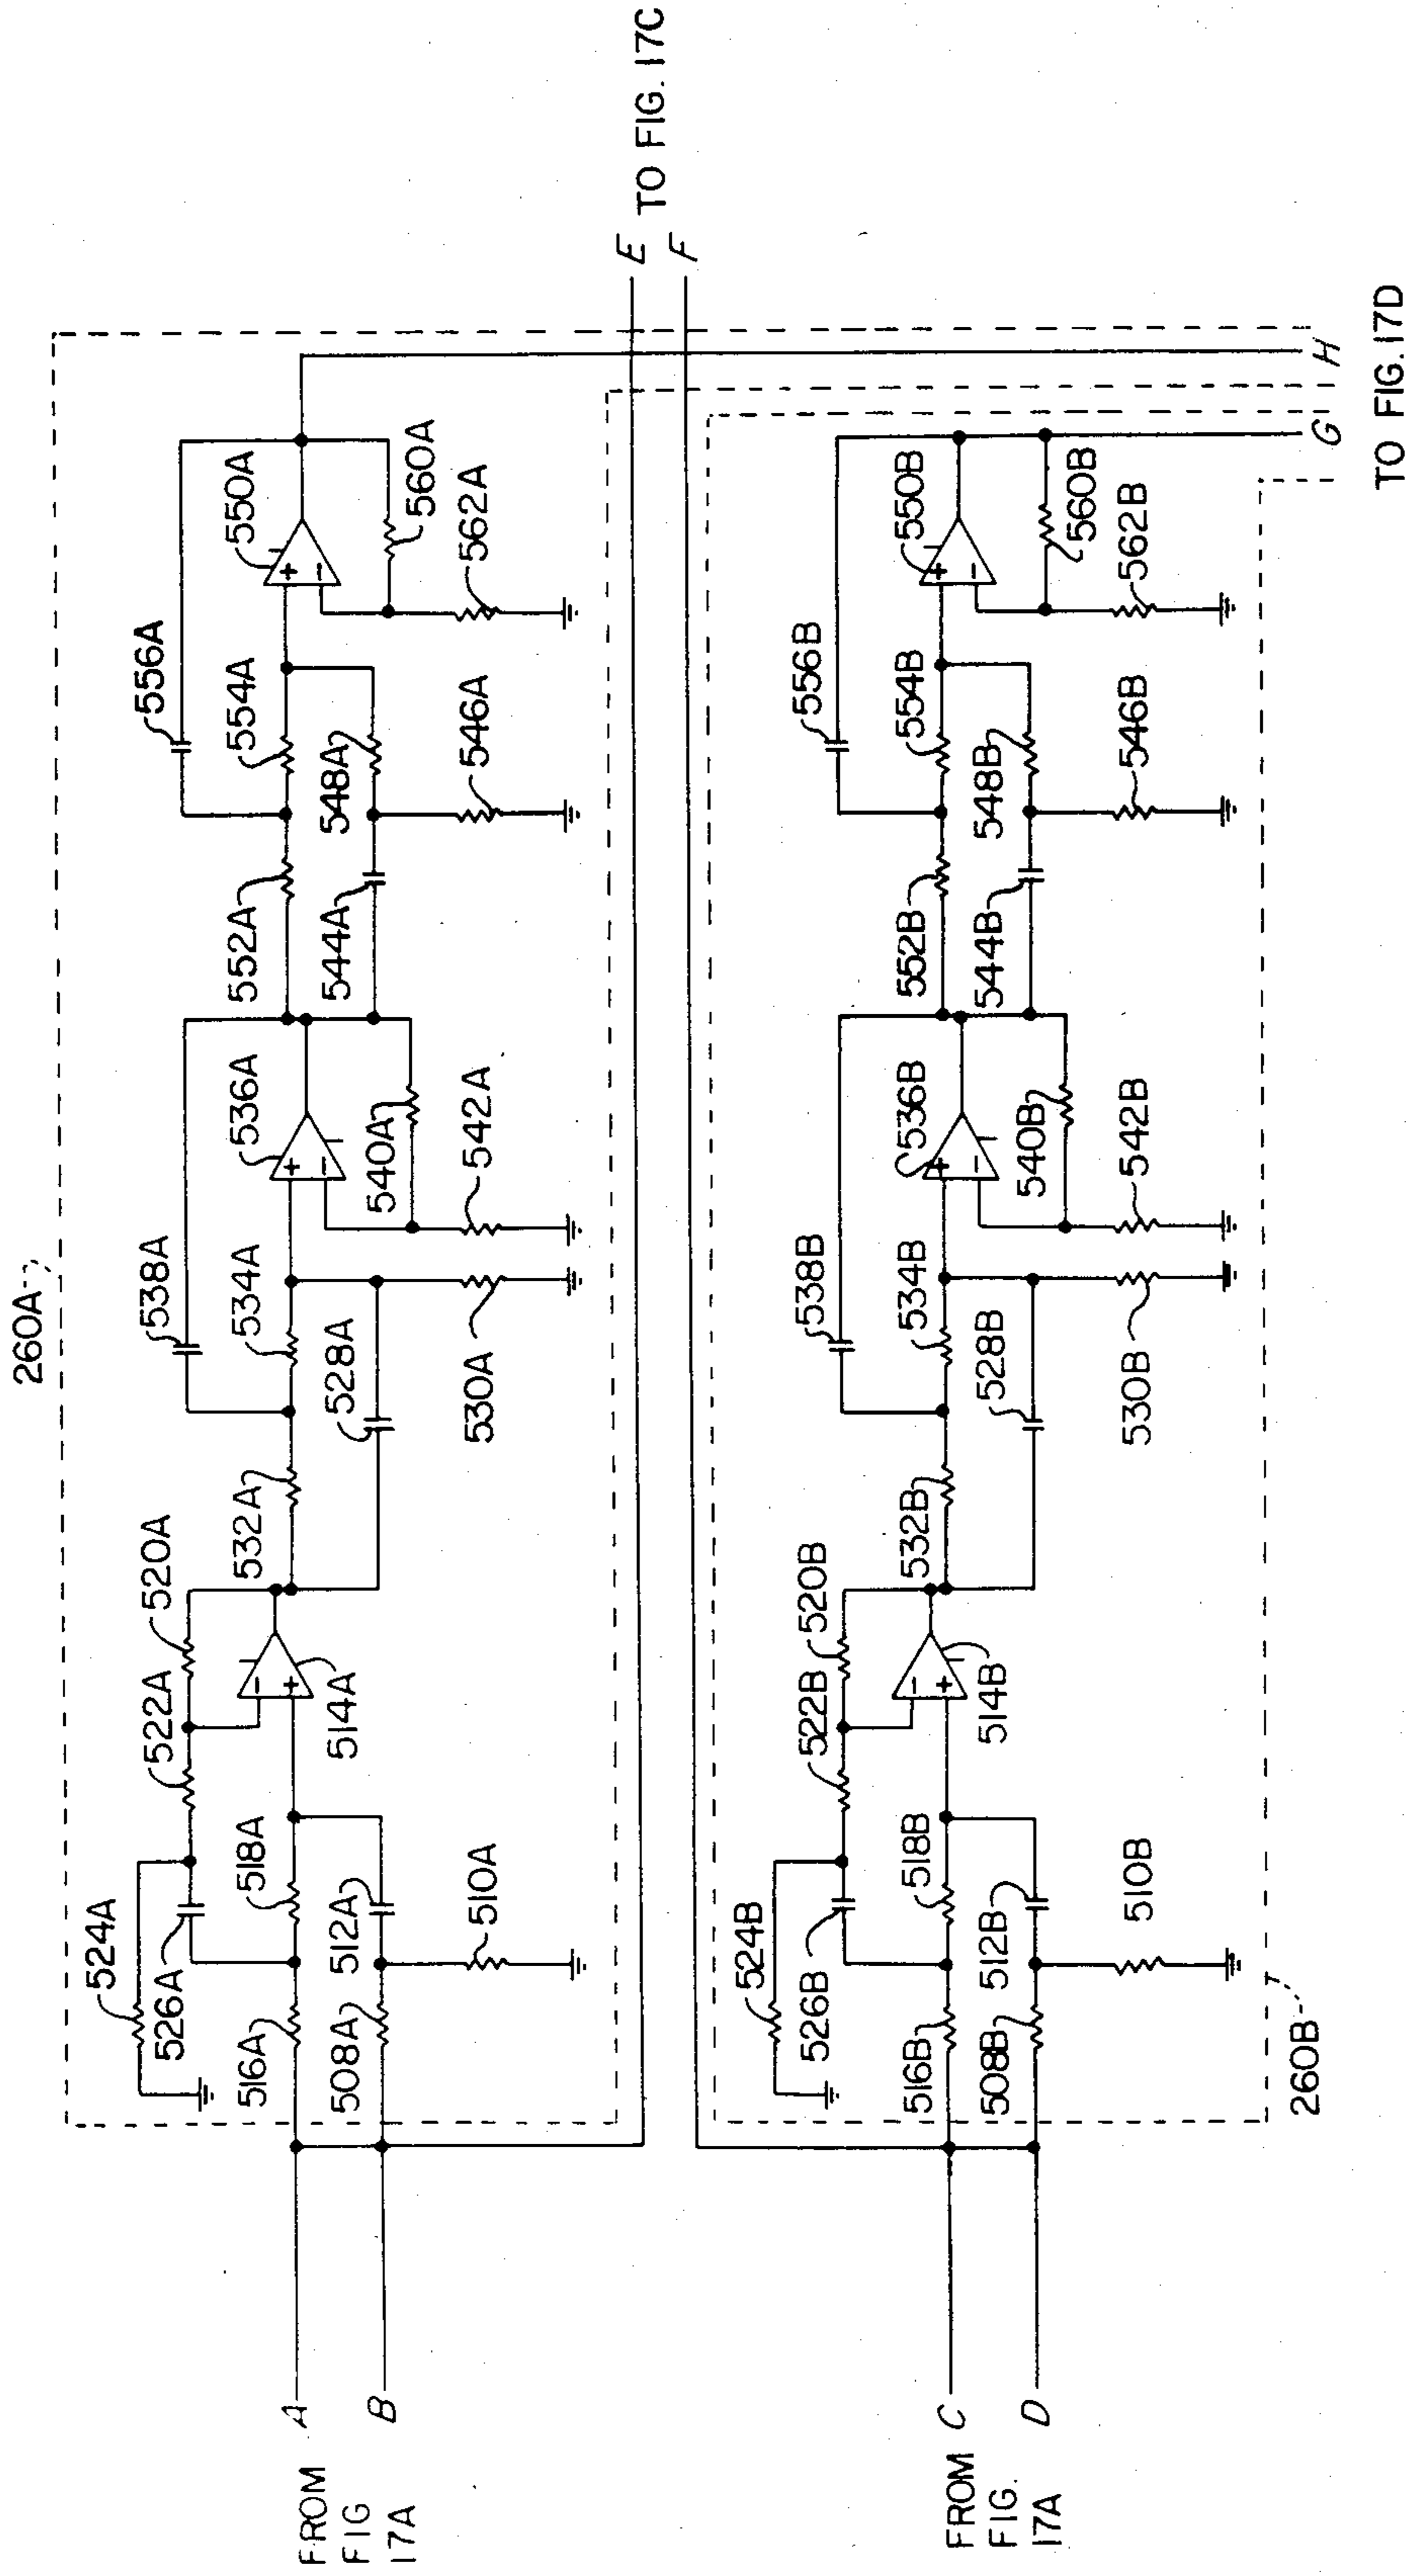 260A
524A
526A
516A
508A
518A
512A
510A
522A
520A
514A
532A
538A
534A
528A
530A
536A
540A
542A
552A
544A
556A
554A
548A
546A
550A
560A
562A
+
-
+
-
+
-
A
B
FROM
FIG
17A
E
TO FIG. 17C
F
524B
526B
516B
508B
518B
512B
510B
522B
520B
514B
532B
538B
534B
528B
530B
536B
540B
542B
552B
544B
556B
554B
548B
546B
550B
560B
562B
+
-
+
-
+
-
C
D
FROM
FIG.
17A
260B
G
H
TO FIG. 17D